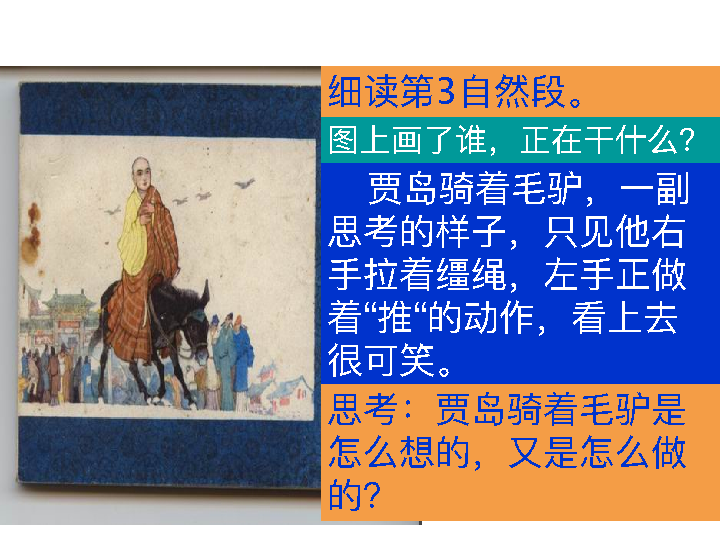 细读第3自然段。
图上画了谁，正在干什么？
贾岛骑着毛驴，一副
思考的样子，只见他右
手拉着缰绳，左手正做
着“推“的动作，看上去
很可笑。
思考：贾岛骑着毛驴是
怎么想的，又是怎么做
的？